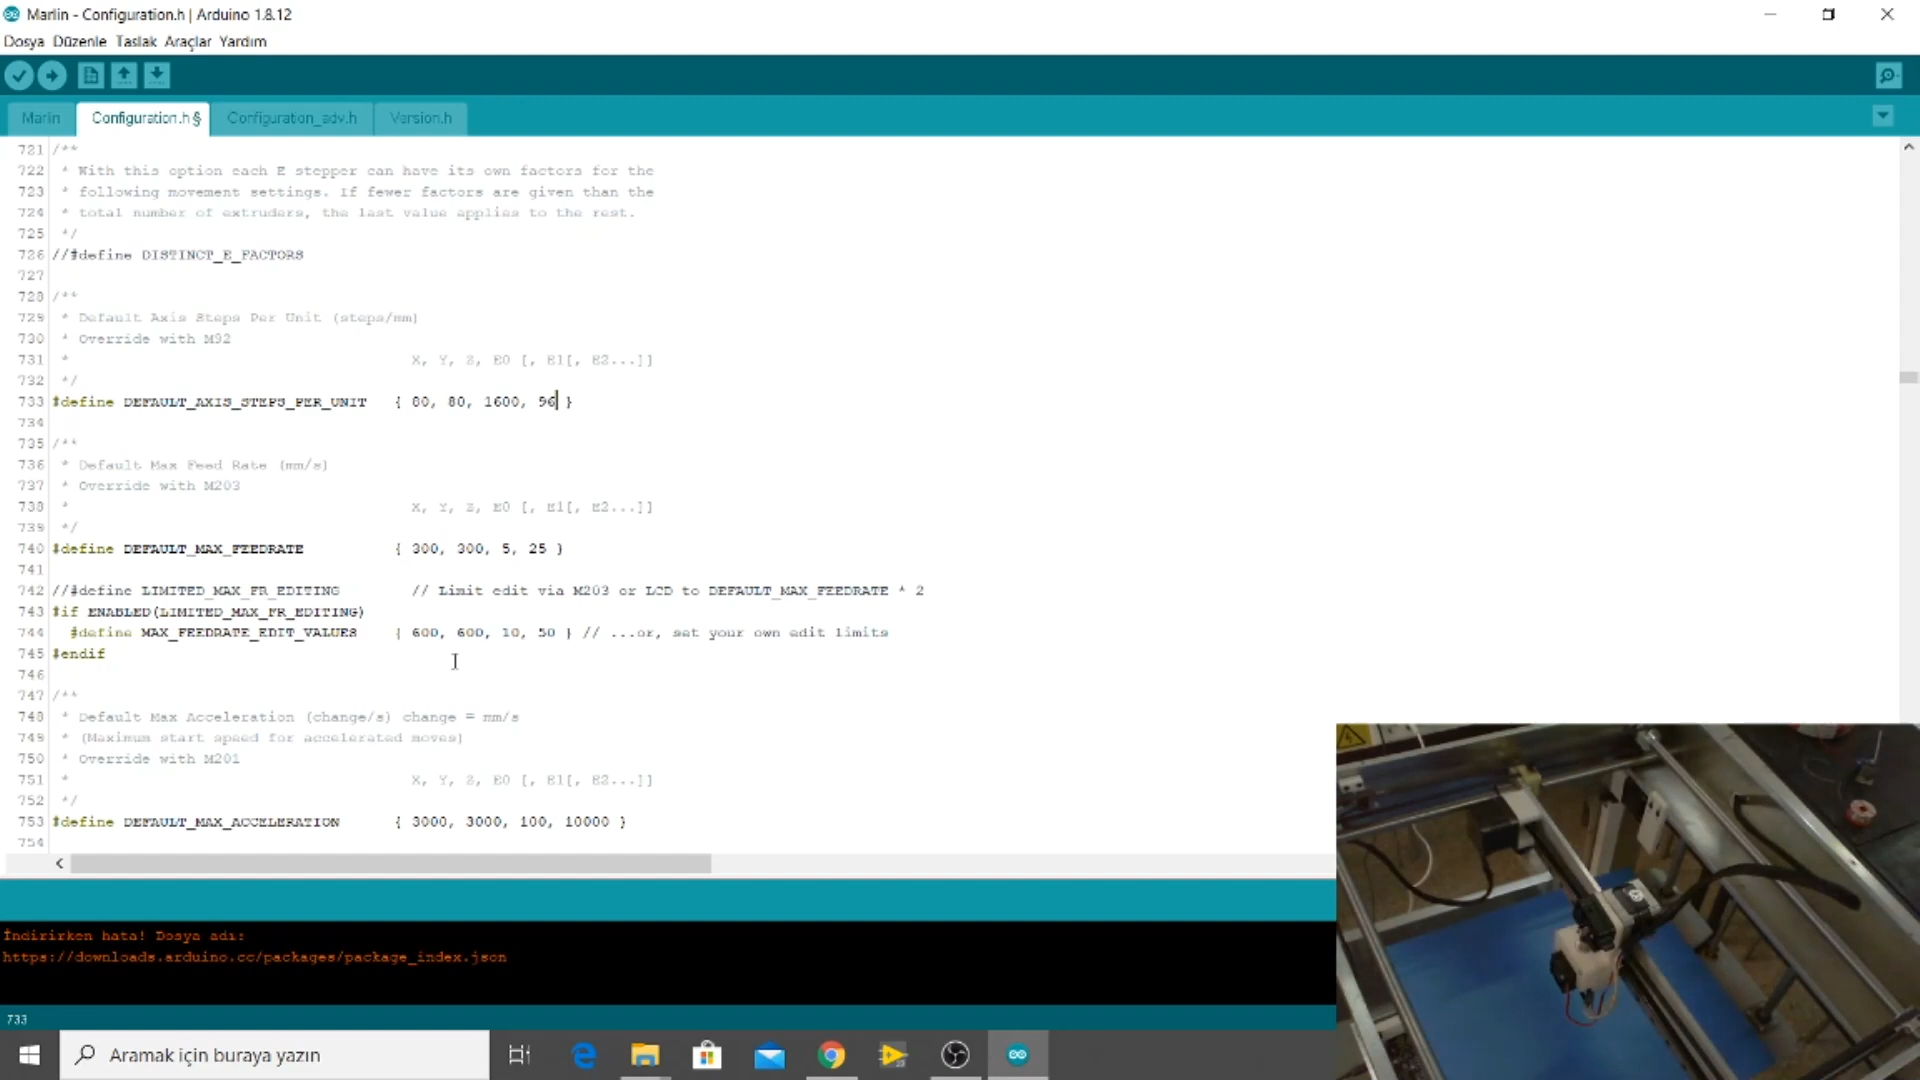 Marlin - Configuration.h | Arduino 1.8.12
Dosya Düzenle Taslak Araçlar Yardım
Marlin Configuration.h § Configuration_adv.h Version.h
721 /**
722 * With this option each E stepper can have its own factors for the
723 * following movement settings. If fewer factors are given than the
724 * total number of extruders, the last value applies to the rest.
725 */
726 //#define DISTINCT_E_FACTORS
727
728 /**
729 * Default Axis Steps Per Unit (steps/mm)
730 * Override with M92
731 * X, Y, Z, E0 [, E1[, E2...]]
732 */
733 #define DEFAULT_AXIS_STEPS_PER_UNIT { 80, 80, 1600, 96 }
734
735 /**
736 * Default Max Feed Rate (mm/s)
737 * Override with M203
738 * X, Y, Z, E0 [, E1[, E2...]]
739 */
740 #define DEFAULT_MAX_FEEDRATE { 300, 300, 5, 25 }
741
742 //#define LIMITED_MAX_FR_EDITING // Limit edit via M203 or LCD to DEFAULT_MAX_FEEDRATE * 2
743 #if ENABLED(LIMITED_MAX_FR_EDITING)
744 #define MAX_FEEDRATE_EDIT_VALUES { 600, 600, 10, 50 } // ...or, set your own edit limits
745 #endif
746
747 /**
748 * Default Max Acceleration (change/s) change = mm/s
749 * (Maximum start speed for accelerated moves)
750 * Override with M201
751 * X, Y, Z, E0 [, E1[, E2...]]
752 */
753 #define DEFAULT_MAX_ACCELERATION { 3000, 3000, 100, 10000 }
754
İndirirken hata! Dosya adı:
https://downloads.arduino.cc/packages/package_index.json
733
Aramak için buraya yazın